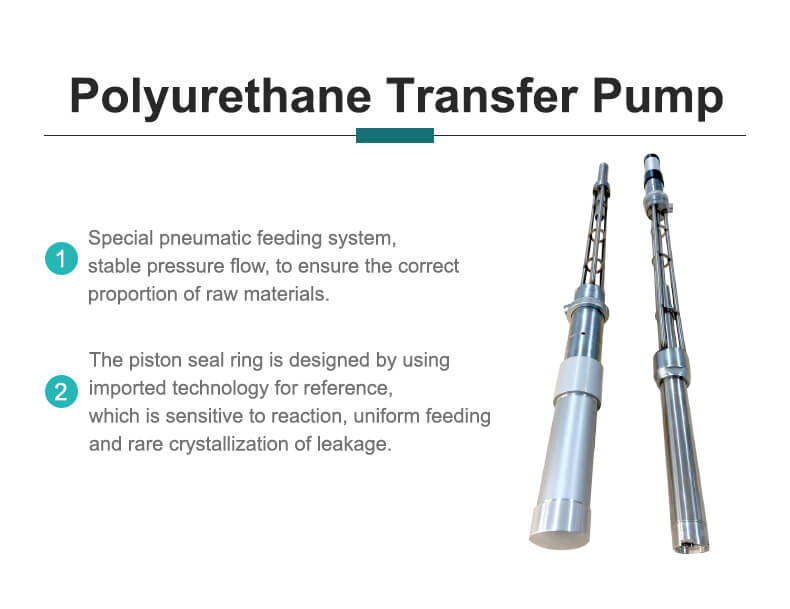 Polyurethane Transfer Pump
1
Special pneumatic feeding system,
stable pressure flow, to ensure the correct
proportion of raw materials.
2
The piston seal ring is designed by using
imported technology for reference,
which is sensitive to reaction, uniform feeding
and rare crystallization of leakage.